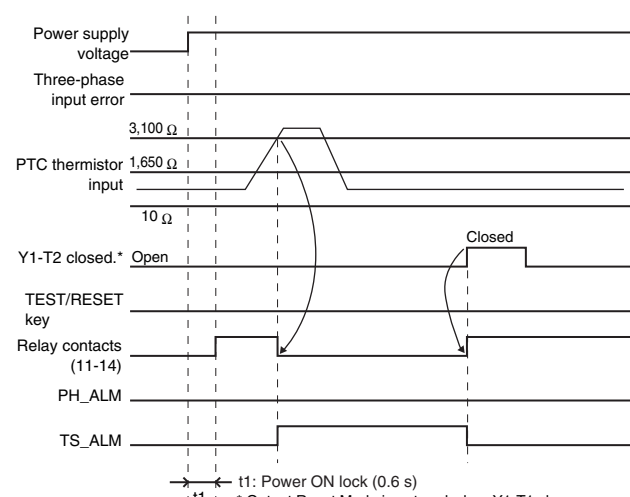 Power supply
voltage
Three-phase
input error
3,100 Ω
PTC thermistor
input
1,650 Ω
10 Ω
Closed
Y1-T2 closed.* Open
TEST/RESET
key
Relay contacts
(11-14)
PH_ALM
TS_ALM
t1: Power ON lock (0.6 s)
t1